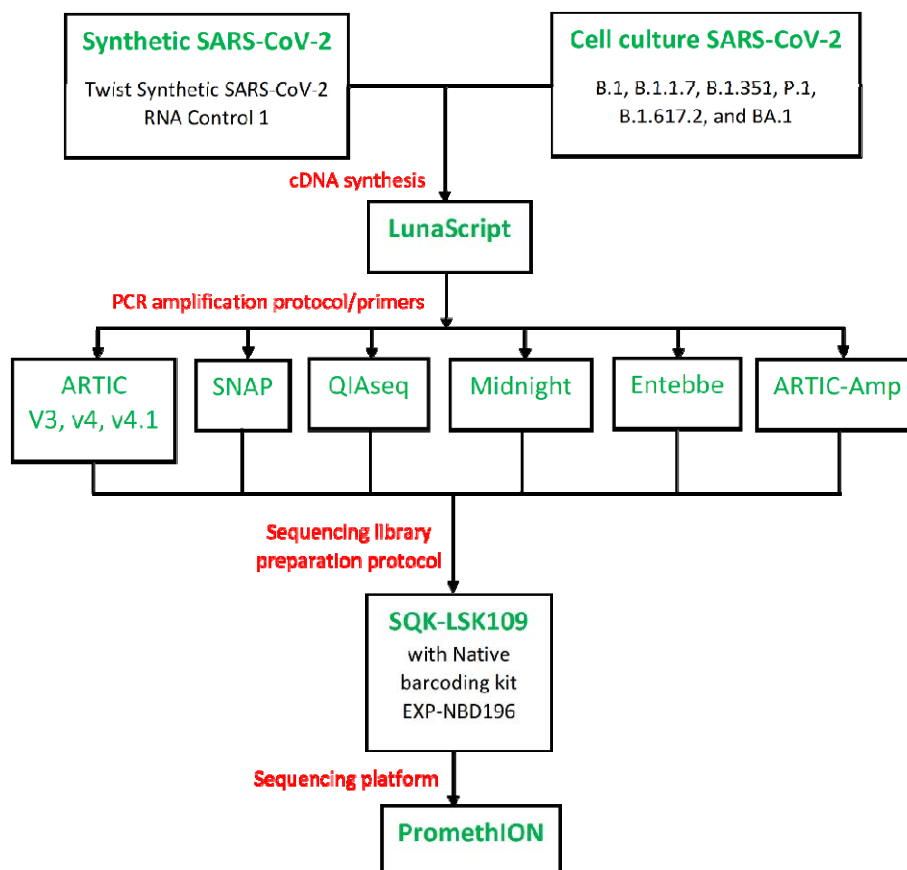 Synthetic SARS-CoV-2
Twist Synthetic SARS-CoV-2
RNA Control 1
Cell culture SARS-CoV-2
B.1, B.1.1.7, B.1.351, P.1,
B.1.617.2, and BA.1
cDNA synthesis
LunaScript
PCR amplification protocol/primers
ARTIC
V3, v4, v4.1
SNAP
QIAseq
Midnight
Entebbe
ARTIC-Amp
Sequencing library
preparation protocol
SQK-LSK109
with Native
barcoding kit
EXP-NBD196
Sequencing platform
PromethION